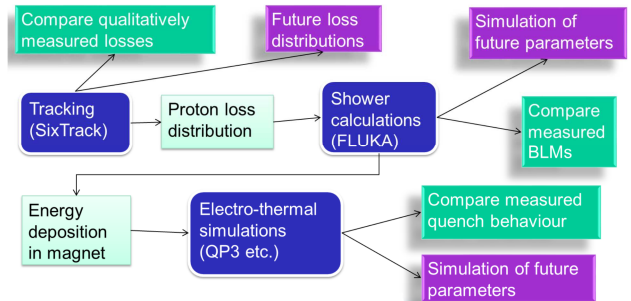 Compare qualitatively
measured losses
Future loss
distributions
Simulation of
future parameters
Tracking
(SixTrack)
Proton loss
distribution
Shower
calculations
(FLUKA)
Compare
measured
BLMs
Energy
deposition
in magnet
Electro-thermal
simulations
(QP3 etc.)
Compare measured
quench behaviour
Simulation of future
parameters